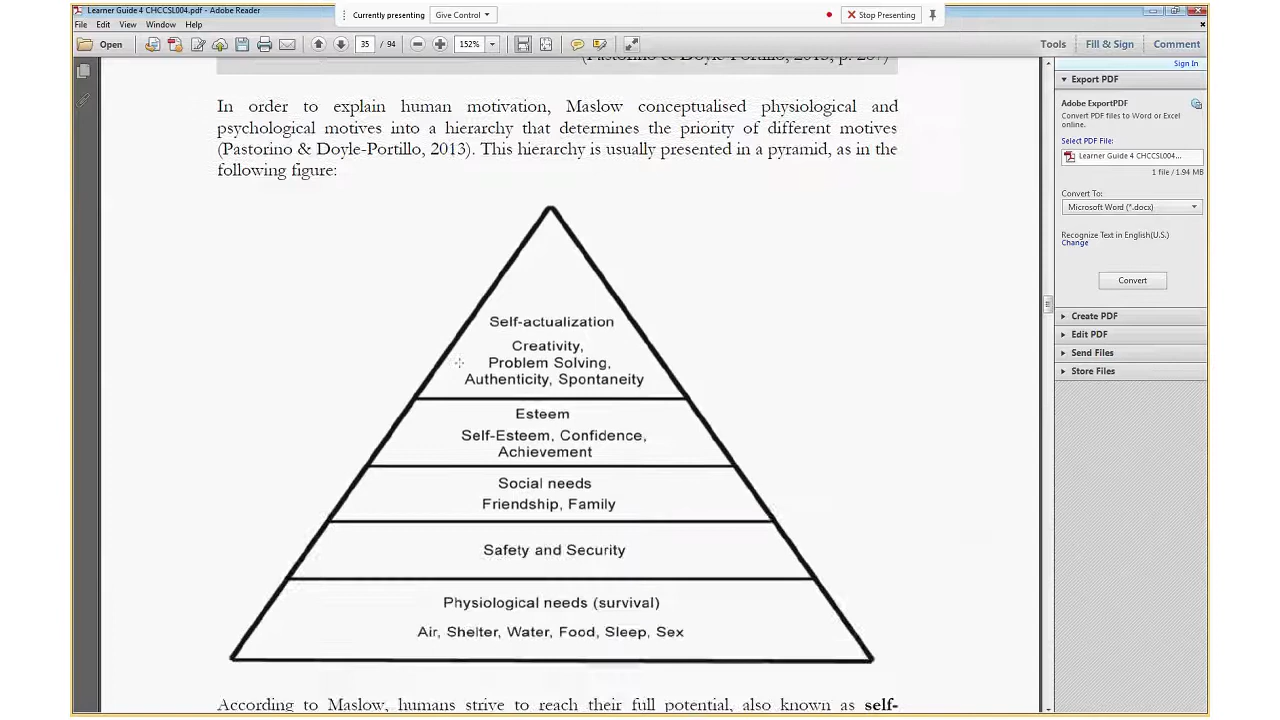 Learner Guide 4 CHCCSL004.pdf - Adobe Reader
Currently presenting Give Control Stop Presenting
File Edit View Window Help
Open 35 / 94 152% Tools Fill & Sign Comment
(Pastorino & Doyle-Portillo, 2013, p. 267)
Sign In
Export PDF
Adobe ExportPDF
Convert PDF files to Word or Excel
online.
Select PDF File:
Learner Guide 4 CHCCSL004...
1 file / 1.94 MB
Convert To:
Microsoft Word (*.docx)
Recognize Text in English(U.S.)
Change
Convert
Create PDF
Edit PDF
Send Files
Store Files
In order to explain human motivation, Maslow conceptualised physiological and
psychological motives into a hierarchy that determines the priority of different motives
(Pastorino & Doyle-Portillo, 2013). This hierarchy is usually presented in a pyramid, as in the
following figure:
Self-actualization
Creativity,
Problem Solving,
Authenticity, Spontaneity
Esteem
Self-Esteem, Confidence,
Achievement
Social needs
Friendship, Family
Safety and Security
Physiological needs (survival)
Air, Shelter, Water, Food, Sleep, Sex
According to Maslow, humans strive to reach their full potential, also known as self-